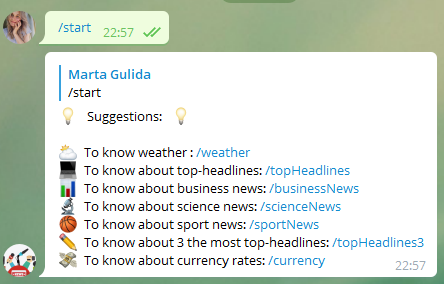 /start
22:57
Marta Gulida
/start
Suggestions:
To know weather : /weather
To know about top-headlines: /topHeadlines
To know about business news: /businessNews
To know about science news: /scienceNews
To know about sport news: /sportNews
To know about 3 the most top-headlines: /topHeadlines3
To know about currency rates: /currency
22:57